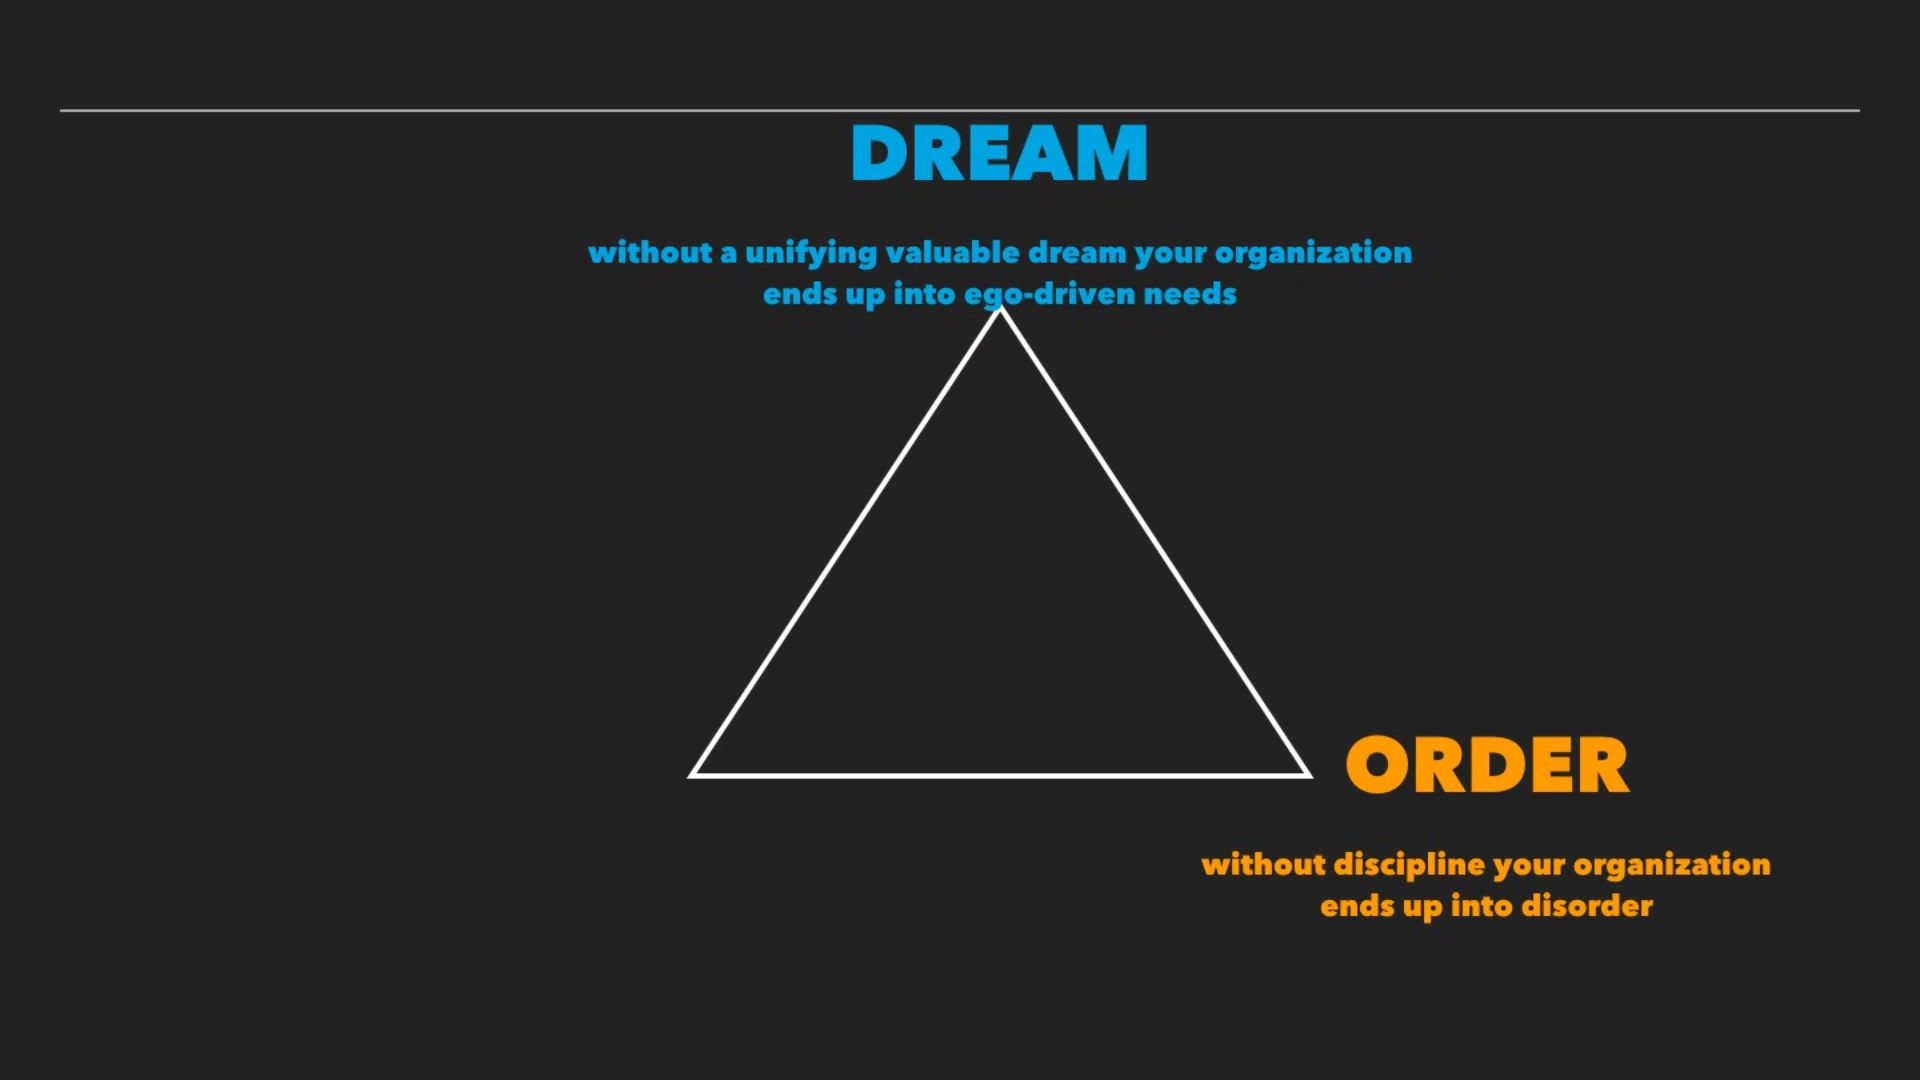 DREAM
without a unifying valuable dream your organization
ends up into ego-driven needs
ORDER
without discipline your organization
ends up into disorder